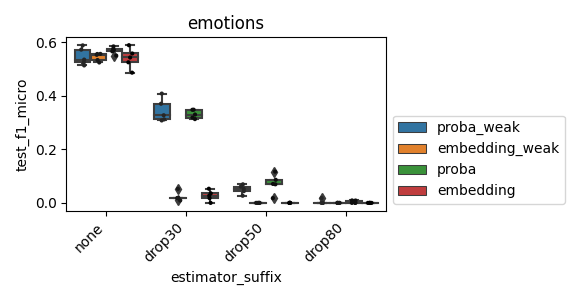 emotions
test_f1_micro
0.6
0.4
0.2
0.0
none
drop30
drop50
drop80
estimator_suffix
proba_weak
embedding_weak
proba
embedding